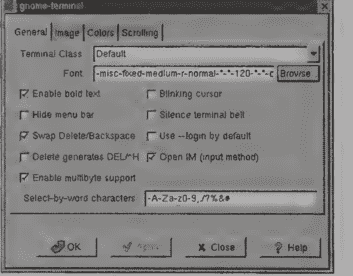 gnome-terminal
General Image Colors Scrolling
Terminal Class Default
Font -misc-fixed-medium-r-normal-*-*-120-*-*-c Browse
Enable bold text Blinking cursor
Hide menu bar Silence terminal bell
Swap Delete/Backspace Use --login by default
Delete generates DEL/^H Open IM (input method)
Enable multibyte support
Select-by-word characters -A-Za-z0-9,./?%&#
OK Apply Close Help